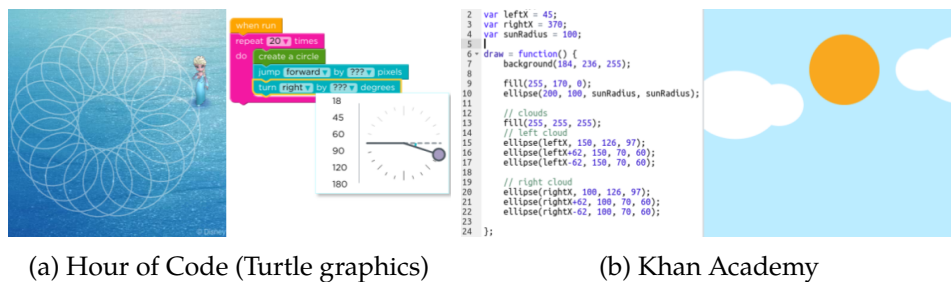 when run
repeat 20 times
do create a circle
jump forward by ??? pixels
turn right by ??? degrees
18
45
60
90
120
180
© Disney
2 var leftX = 45;
3 var rightX = 370;
4 var sunRadius = 100;
5
6 draw = function() {
7 background(184, 236, 255);
8
9 fill(255, 170, 0);
10 ellipse(200, 100, sunRadius, sunRadius);
11
12 // clouds
13 fill(255, 255, 255);
14 // left cloud
15 ellipse(leftX, 150, 126, 97);
16 ellipse(leftX+62, 150, 70, 60);
17 ellipse(leftX-62, 150, 70, 60);
18
19 // right cloud
20 ellipse(rightX, 100, 126, 97);
21 ellipse(rightX+62, 100, 70, 60);
22 ellipse(rightX-62, 100, 70, 60);
23
24 };
(a) Hour of Code (Turtle graphics)
(b) Khan Academy